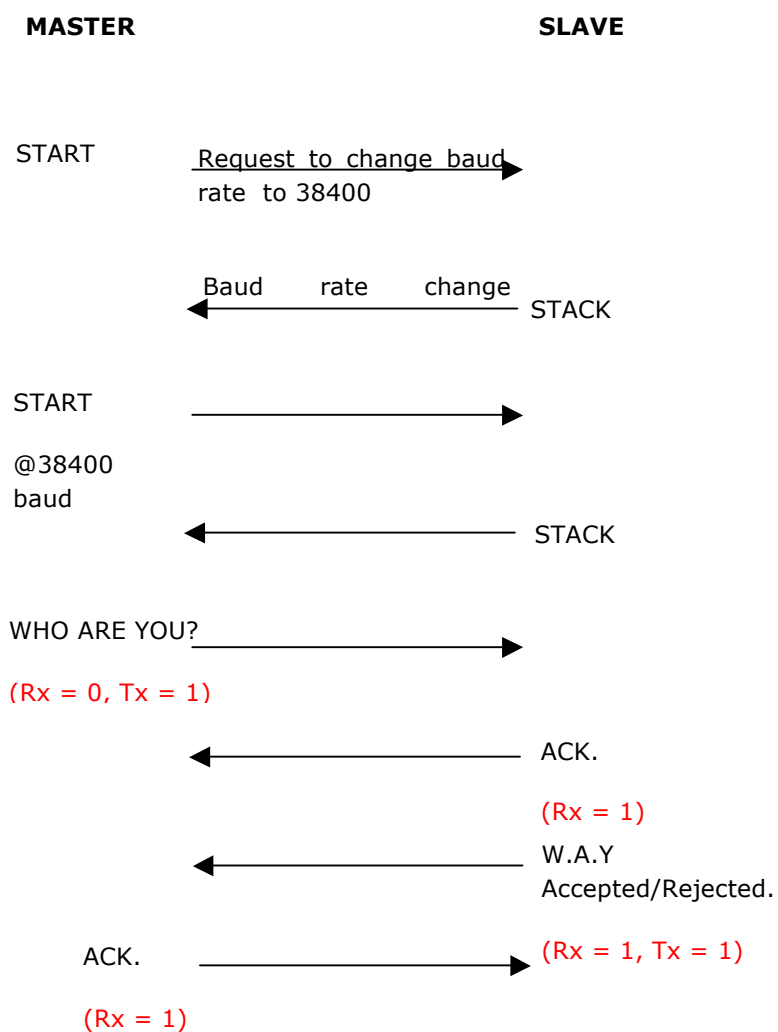 MASTER SLAVE
START Request to change baud
rate to 38400
Baud rate change
STACK
START
@38400
baud
STACK
WHO ARE YOU?
(Rx = 0, Tx = 1)
ACK.
(Rx = 1)
W.A.Y
Accepted/Rejected.
(Rx = 1, Tx = 1)
ACK.
(Rx = 1)